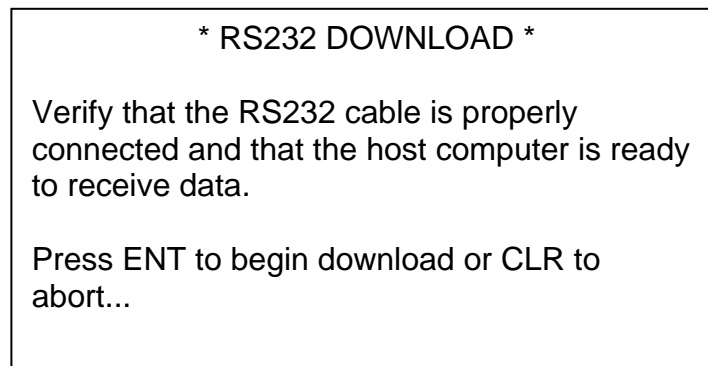 * RS232 DOWNLOAD *
Verify that the RS232 cable is properly
connected and that the host computer is ready
to receive data.
Press ENT to begin download or CLR to
abort...